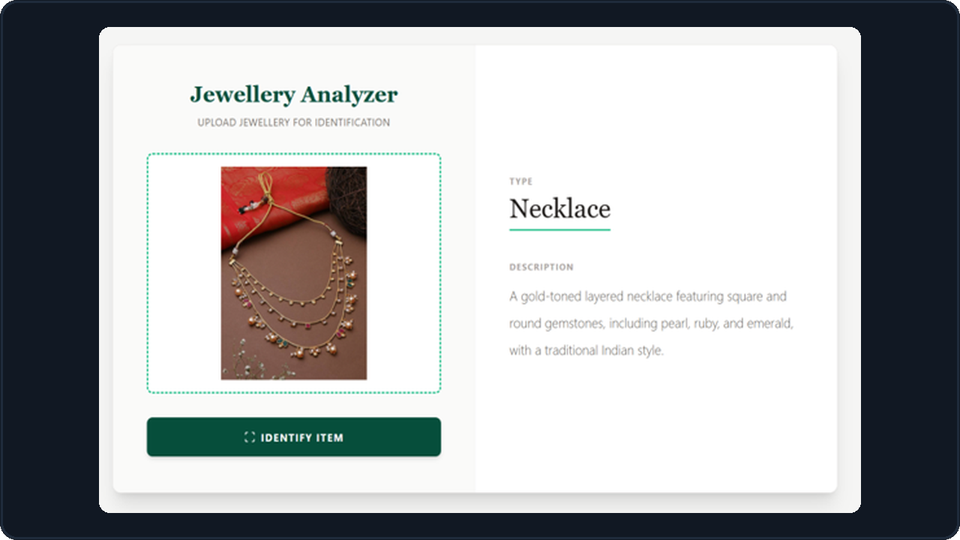 Jewellery Analyzer
UPLOAD JEWELLERY FOR IDENTIFICATION
IDENTIFY ITEM
TYPE
Necklace
DESCRIPTION
A gold-toned layered necklace featuring square and
round gemstones, including pearl, ruby, and emerald,
with a traditional Indian style.